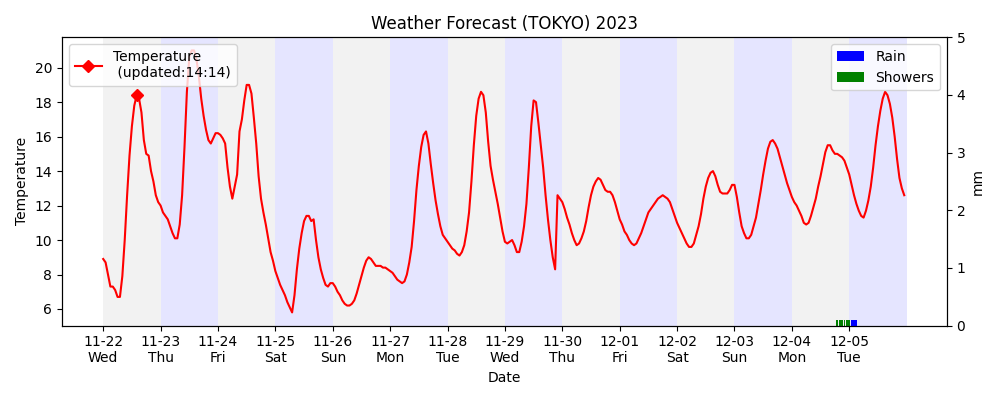 Weather Forecast (TOKYO) 2023
Temperature
(updated:14:14)
Rain
Showers
Temperature
20
18
16
14
12
10
8
6
5
4
3
2
1
0
mm
11-22 11-23 11-24 11-25 11-26 11-27 11-28 11-29 11-30 12-01 12-02 12-03 12-04 12-05
Wed Thu Fri Sat Sun Mon Tue Wed Thu Fri Sat Sun Mon Tue
Date